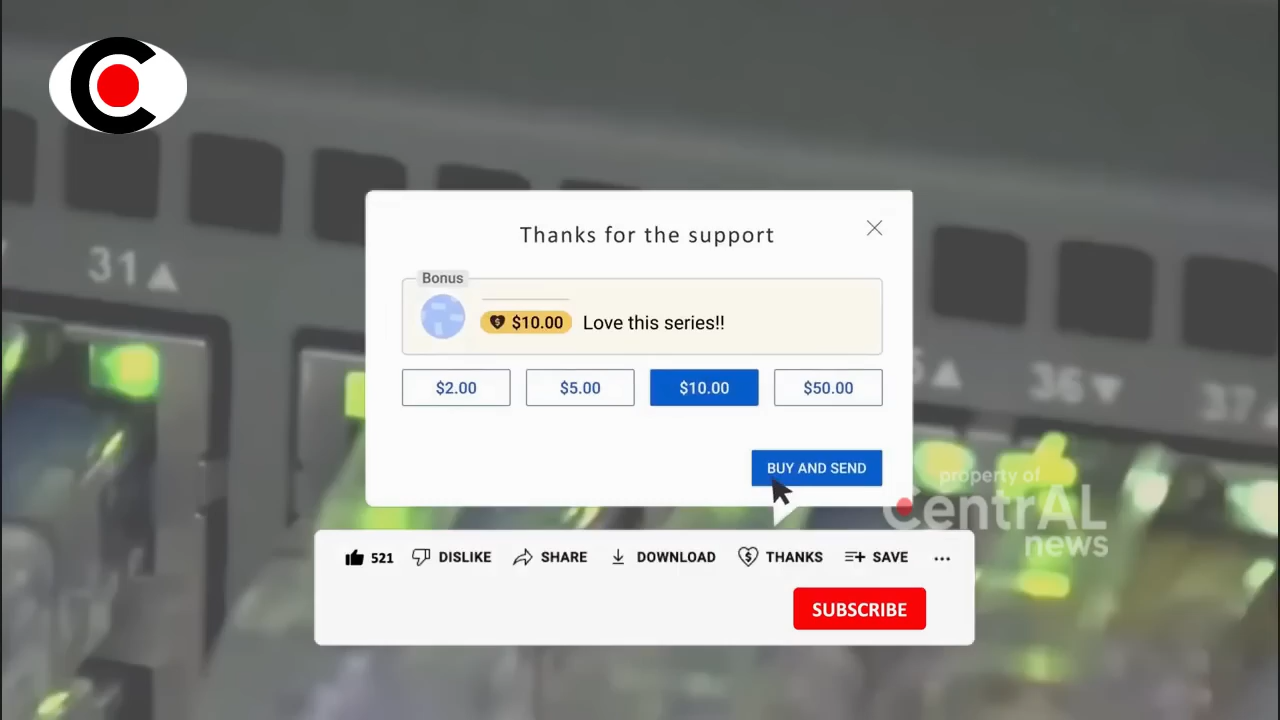 Thanks for the support
Bonus
$10.00 Love this series!!
$2.00 $5.00 $10.00 $50.00
BUY AND SEND
521 DISLIKE SHARE DOWNLOAD THANKS SAVE ...
SUBSCRIBE
31▲
▲ 36▼ 37
property of
CentrAL
news